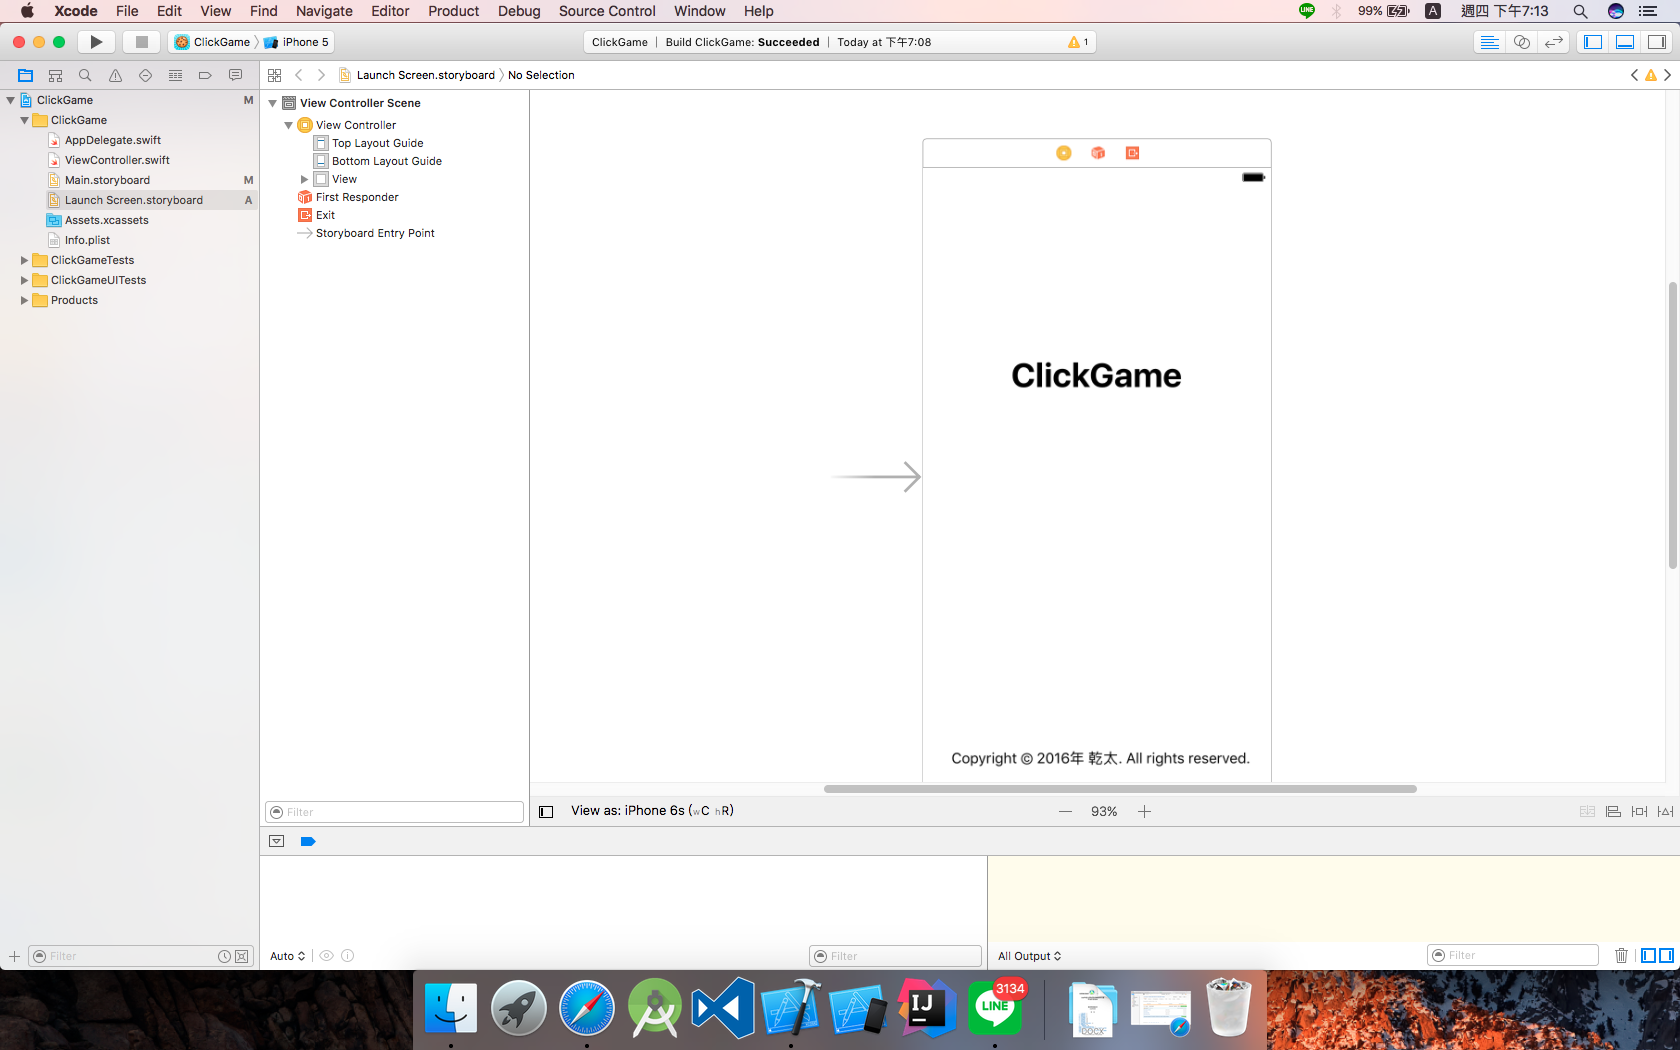 Xcode File Edit View Find Navigate Editor Product Debug Source Control Window Help LINE 99% A 週四 下午7:13
ClickGame 〉 iPhone 5 ClickGame | Build ClickGame: Succeeded | Today at 下午7:08 1
Launch Screen.storyboard 〉 No Selection
ClickGame M
ClickGame
AppDelegate.swift
ViewController.swift
Main.storyboard M
Launch Screen.storyboard A
Assets.xcassets
Info.plist
ClickGameTests
ClickGameUITests
Products
View Controller Scene
View Controller
Top Layout Guide
Bottom Layout Guide
View
First Responder
Exit
Storyboard Entry Point
ClickGame
Copyright © 2016年 乾太. All rights reserved.
Filter
View as: iPhone 6s (wC hR) — 93% +
Filter
Auto
Filter
All Output
Filter
IJ
LINE
3134
DOCX